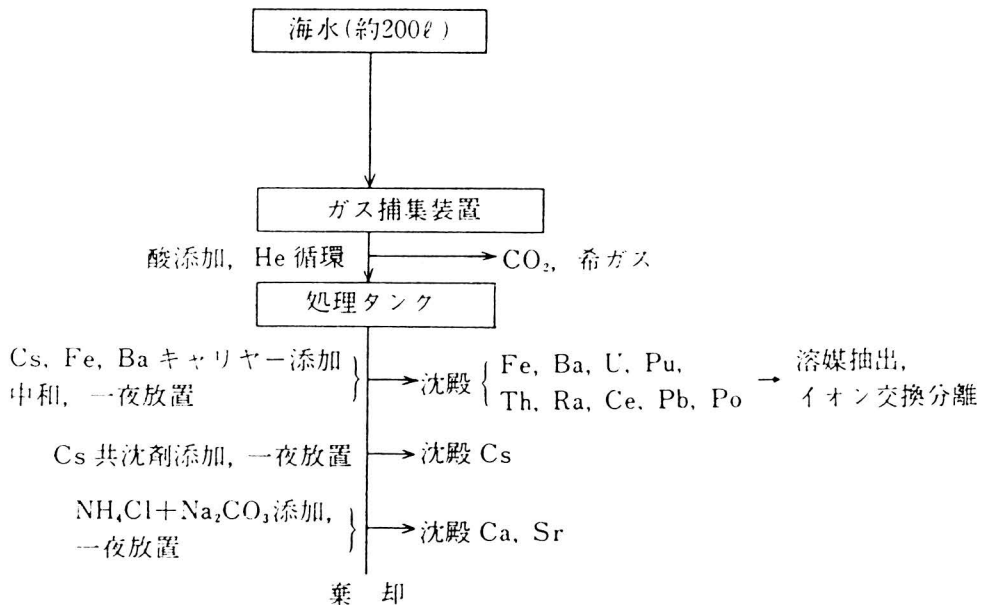 海水(約200ℓ)
ガス捕集装置
酸添加, He 循環
CO₂, 希ガス
処理タンク
Cs, Fe, Ba キャリヤー添加
中和, 一夜放置
沈殿
Fe, Ba, U, Pu,
Th, Ra, Ce, Pb, Po
溶媒抽出,
イオン交換分離
Cs 共沈剤添加, 一夜放置
沈殿 Cs
NH₄Cl+Na₂CO₃添加,
一夜放置
沈殿 Ca, Sr
棄 却